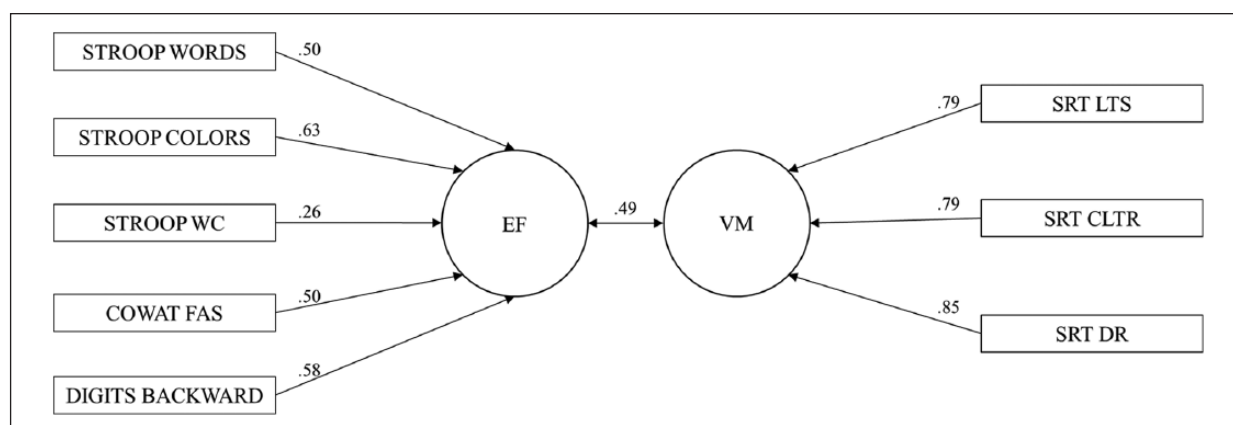 STROOP WORDS
.50
STROOP COLORS
.63
STROOP WC
.26
COWAT FAS
.50
DIGITS BACKWARD
.58
EF
.49
VM
.79
SRT LTS
.79
SRT CLTR
.85
SRT DR